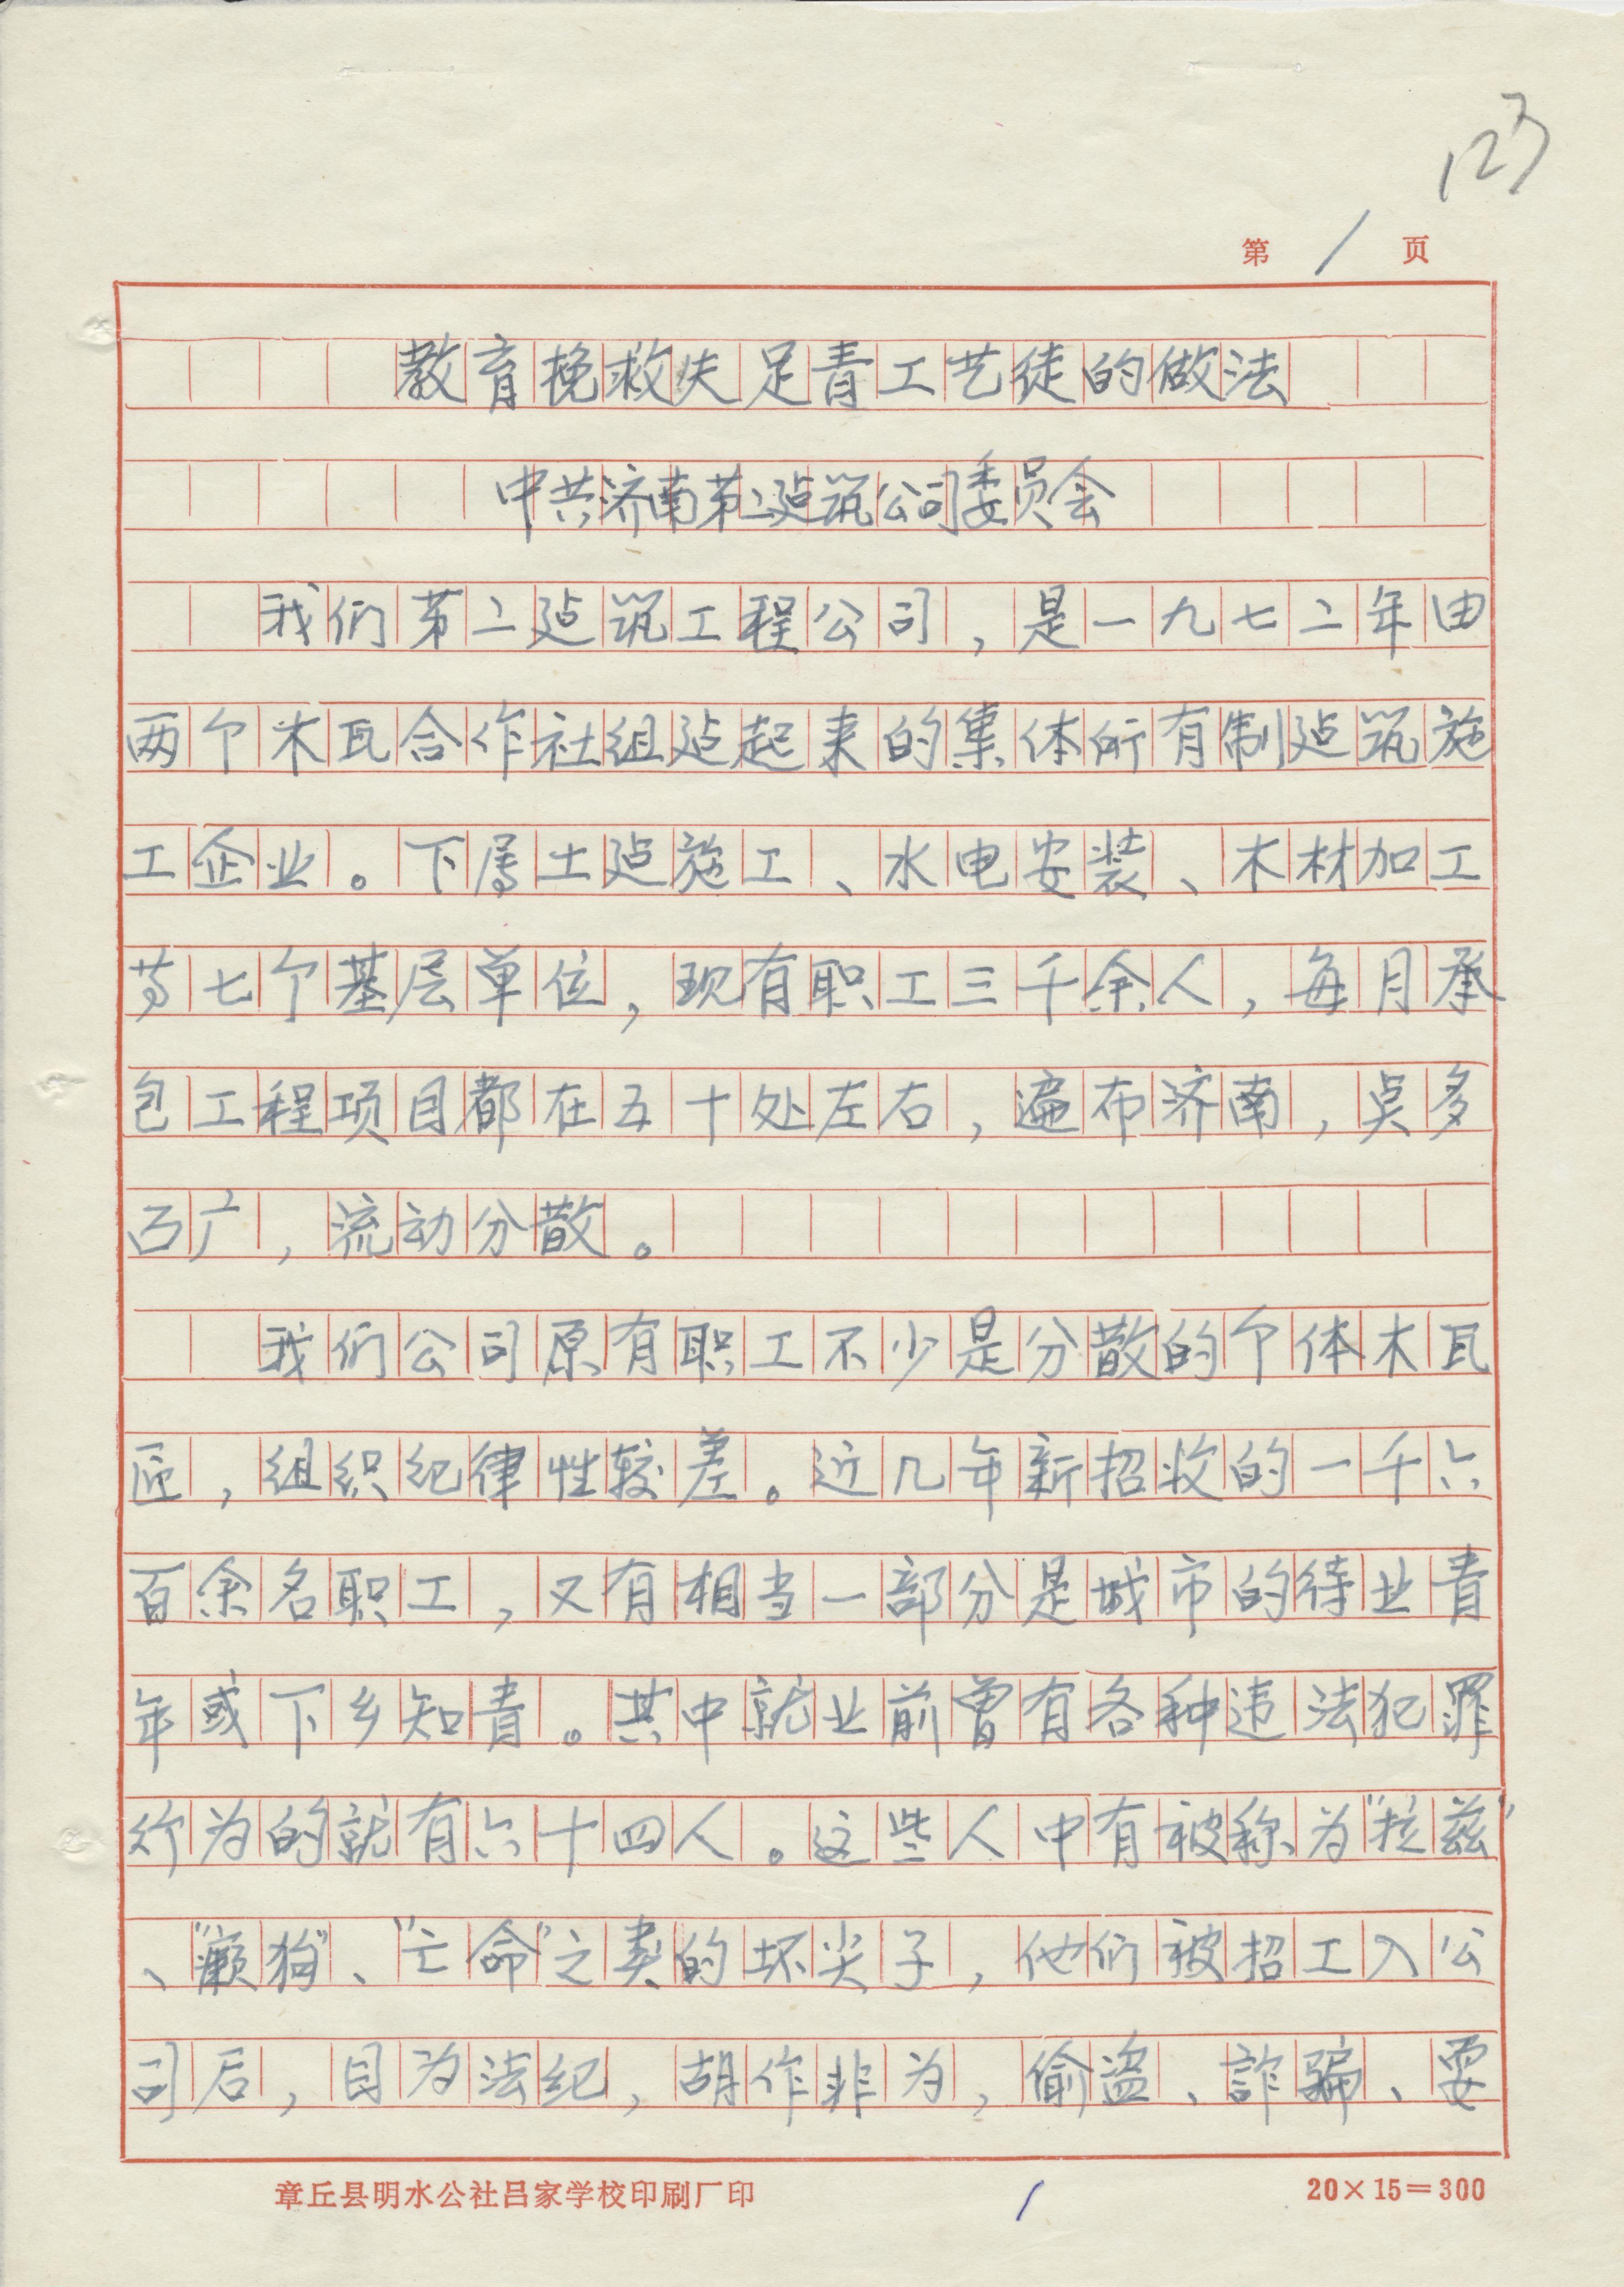 123
第 1 页
教育挽救失足青工艺徒的做法
中共济南第二建筑公司委员会
我们第二建筑工程公司，是一九七二年由
两个木瓦合作社组建起来的集体所有制建筑施
工企业。下属土建施工、水电安装、木材加工
等七个基层单位，现有职工三千余人，每月承
包工程项目都在五十处左右，遍布济南，点多
面广，流动分散。
我们公司原有职工不少是分散的个体木瓦
匠，组织纪律性较差。近几年新招收的一千六
百余名职工，又有相当一部分是城市的待业青
年或下乡知青。其中就业前曾有各种违法犯罪
行为的就有六十四人。这些人中有被称为“拉兹”
、“癞狗”、“亡命”之类的坏尖子，他们被招工入公
司后，目为法纪，胡作非为，偷盗、诈骗、耍
章丘县明水公社吕家学校印刷厂印 1 20×15=300